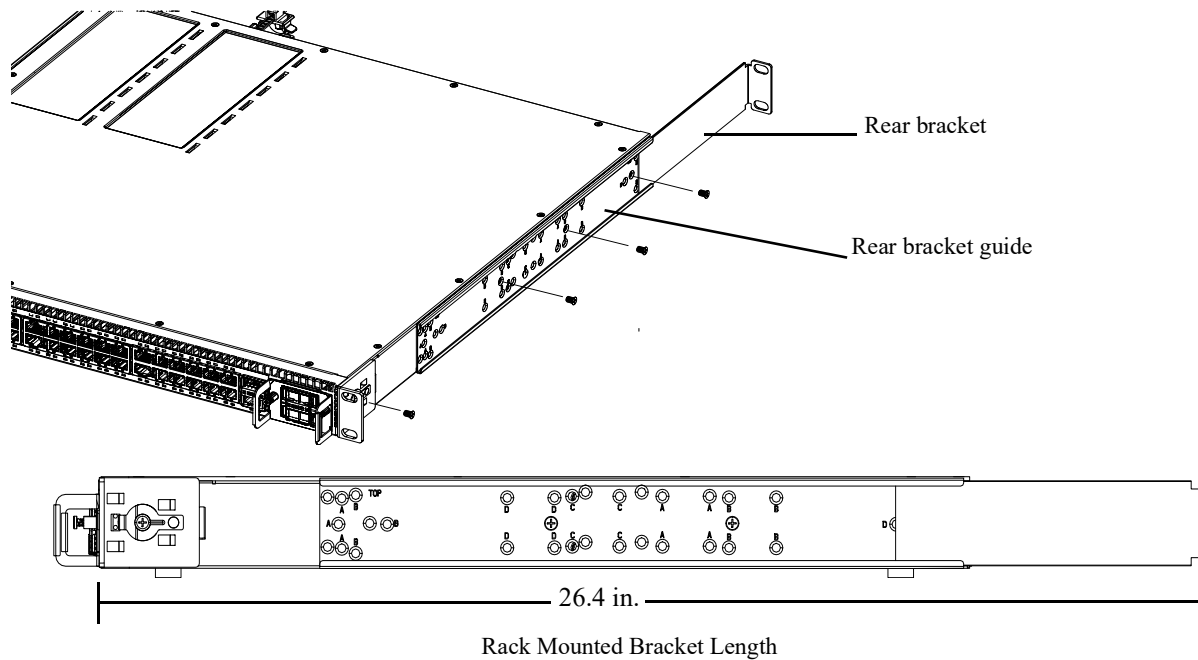 Rear bracket
Rear bracket guide
TOP
A A B D D C C A A B B
A B D
A B D D C C A A B B
26.4 in.
Rack Mounted Bracket Length